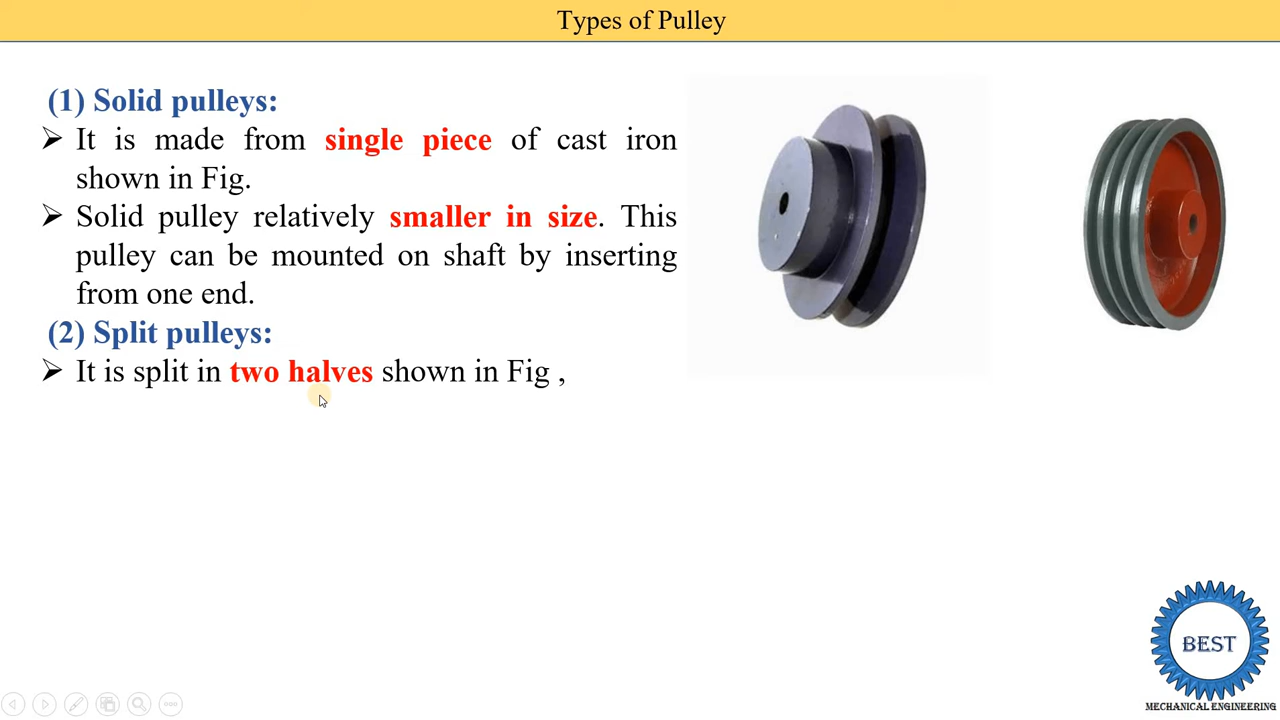 Types of Pulley
(1) Solid pulleys:
➢ It is made from single piece of cast iron
shown in Fig.
➢ Solid pulley relatively smaller in size. This
pulley can be mounted on shaft by inserting
from one end.
(2) Split pulleys:
➢ It is split in two halves shown in Fig ,
BEST
MECHANICAL ENGINEERING